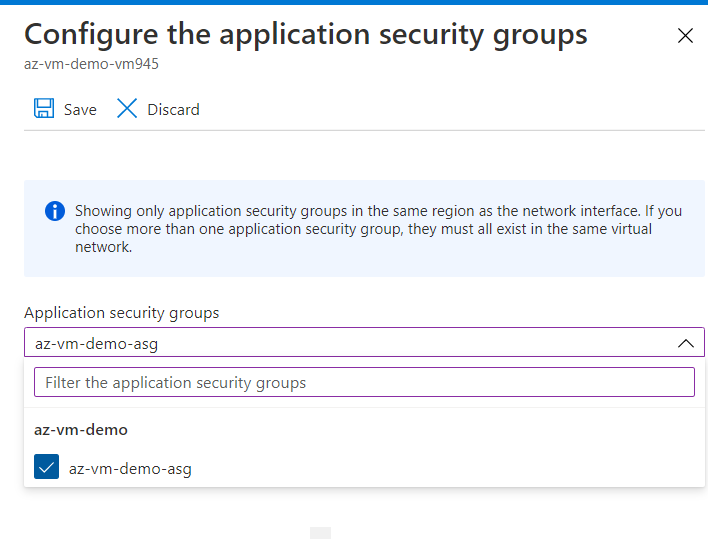 Configure the application security groups
az-vm-demo-vm945
Save Discard
Showing only application security groups in the same region as the network interface. If you
choose more than one application security group, they must all exist in the same virtual
network.
Application security groups
az-vm-demo-asg
Filter the application security groups
az-vm-demo
az-vm-demo-asg